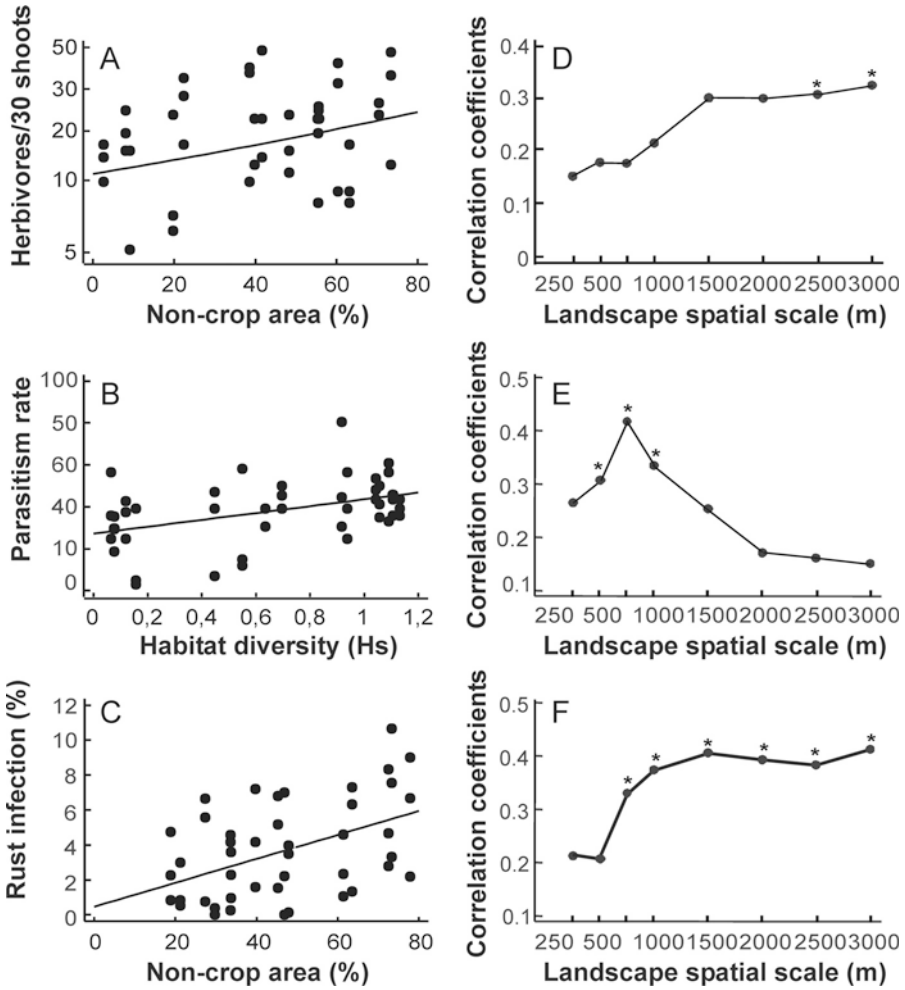 A
Herbivores/30 shoots
50
30
20
10
5
0 20 40 60 80
Non-crop area (%)
D
Correlation coefficients
0.4
0.3
0.2
0.1
0
* *
250 500 1000 1500 2000 2500 3000
Landscape spatial scale (m)
B
Parasitism rate
100
50
60
40
10
0
0 0,2 0,4 0,6 0,8 1 1,2
Habitat diversity (Hs)
E
Correlation coefficients
0.5
0.4
0.3
0.2
0.1
* * *
250 500 1000 1500 2000 2500 3000
Landscape spatial scale (m)
C
Rust infection (%)
12
10
8
6
4
2
0
0 20 40 60 80
Non-crop area (%)
F
Correlation coefficients
0.5
0.4
0.3
0.2
0.1
* * * * * *
250 500 1000 1500 2000 2500 3000
Landscape spatial scale (m)